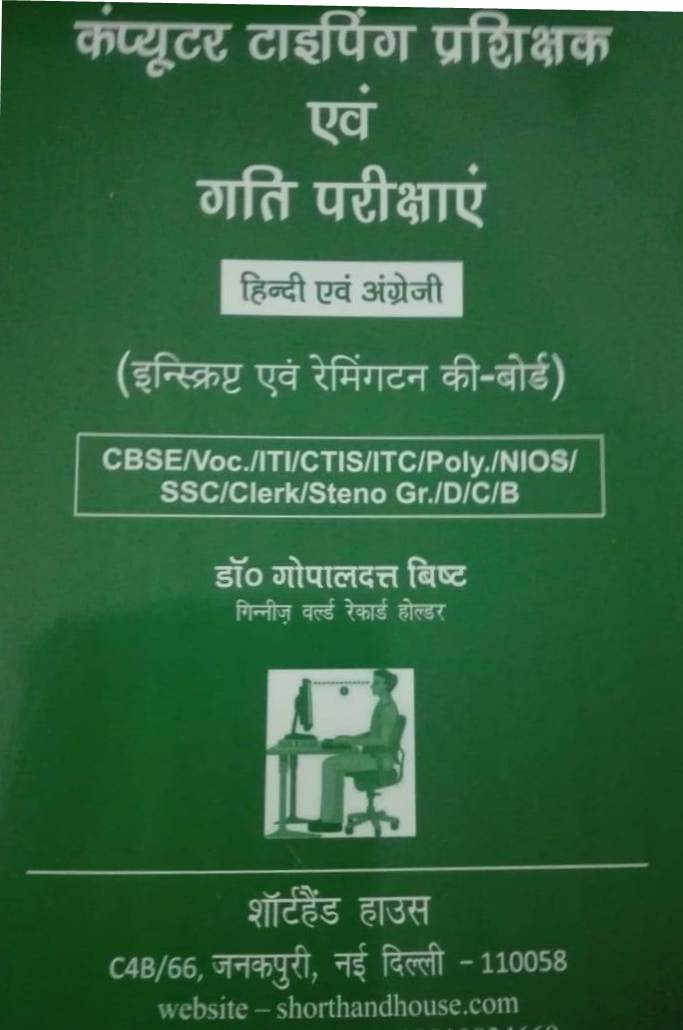 कंप्यूटर टाइपिंग प्रशिक्षक
एवं
गति परीक्षाएं
हिन्दी एवं अंग्रेजी
(इन्स्क्रिप्ट एवं रेमिंगटन की-बोर्ड)
CBSE/Voc./ITI/CTIS/ITC/Poly./NIOS/
SSC/Clerk/Steno Gr./D/C/B
डॉ० गोपालदत्त बिष्ट
गिन्नीज़ वर्ल्ड रेकार्ड होल्डर
शॉर्टहैंड हाउस
C4B/66, जनकपुरी, नई दिल्ली - 110058
website – shorthandhouse.com